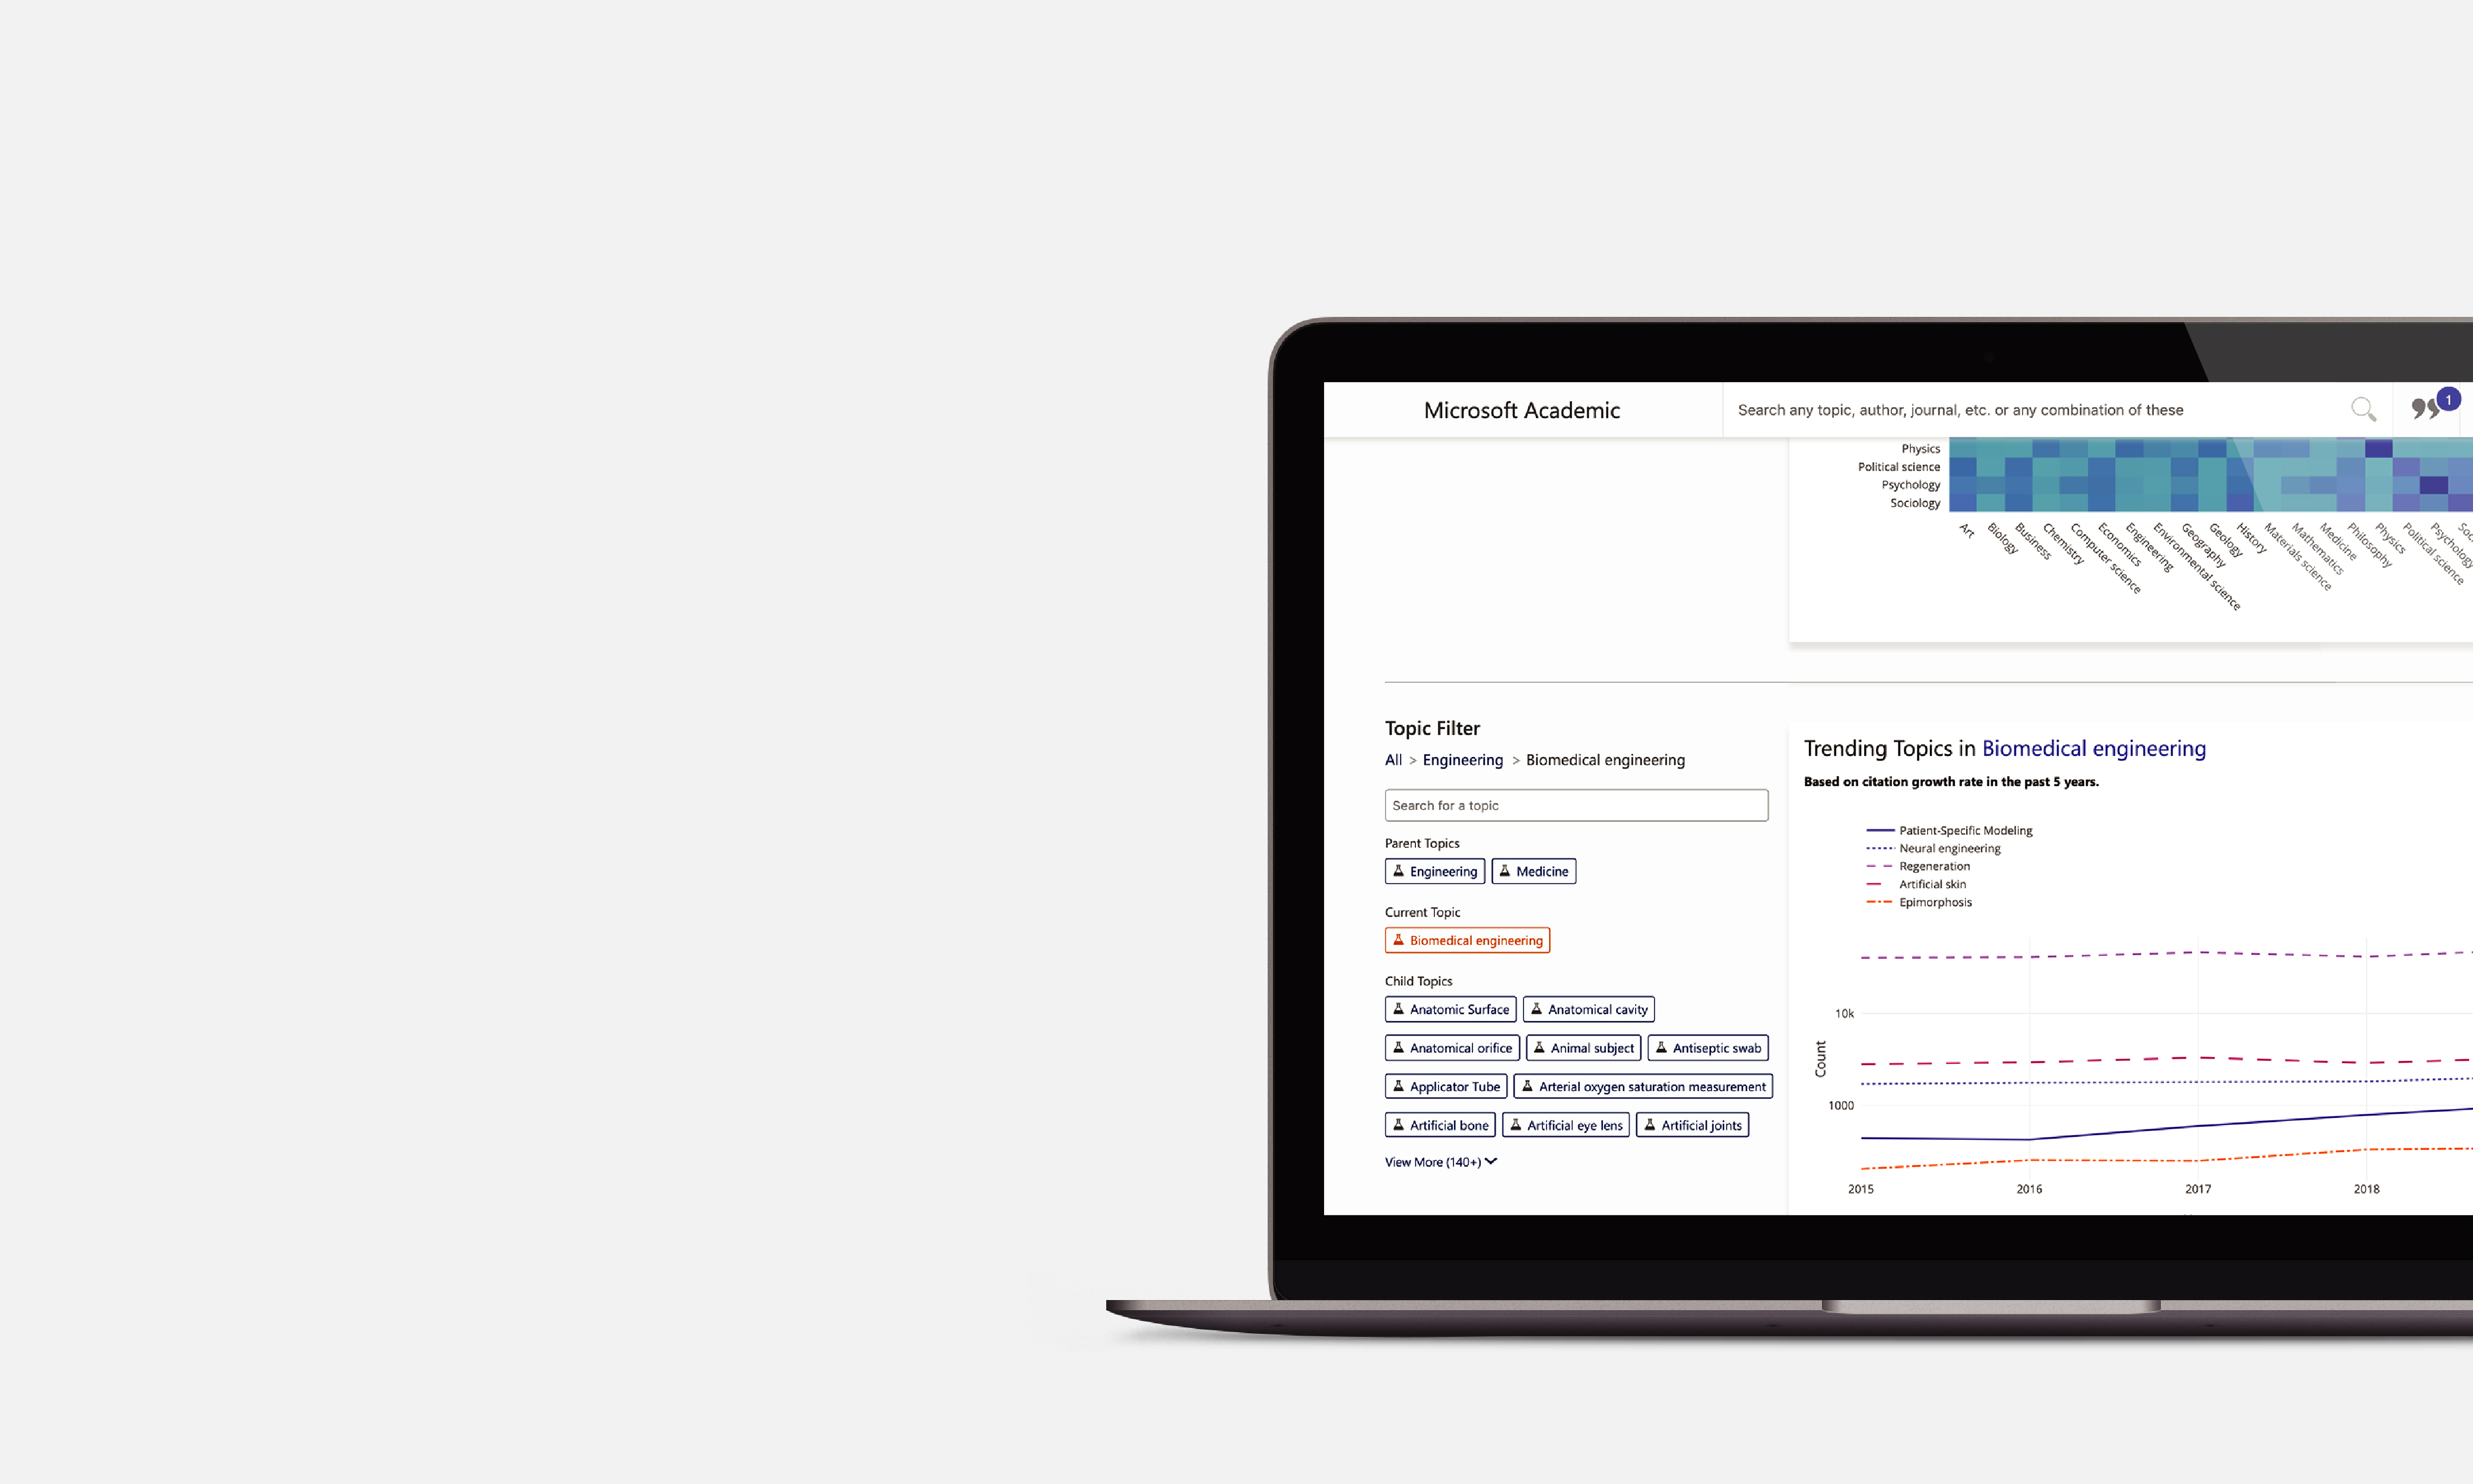 Microsoft Academic
Search any topic, author, journal, etc. or any combination of these
1
Physics
Political science
Psychology
Sociology
Art
Biology
Business
Chemistry
Computer science
Economics
Engineering
Environmental science
Geography
Geology
History
Materials science
Mathematics
Medicine
Philosophy
Physics
Political science
Psychology
Soc
Topic Filter
All > Engineering > Biomedical engineering
Search for a topic
Parent Topics
Engineering Medicine
Current Topic
Biomedical engineering
Child Topics
Anatomic Surface Anatomical cavity
Anatomical orifice Animal subject Antiseptic swab
Applicator Tube Arterial oxygen saturation measurement
Artificial bone Artificial eye lens Artificial joints
View More (140+)
Trending Topics in Biomedical engineering
Based on citation growth rate in the past 5 years.
Patient-Specific Modeling
Neural engineering
Regeneration
Artificial skin
Epimorphosis
Count
10k
1000
2015 2016 2017 2018